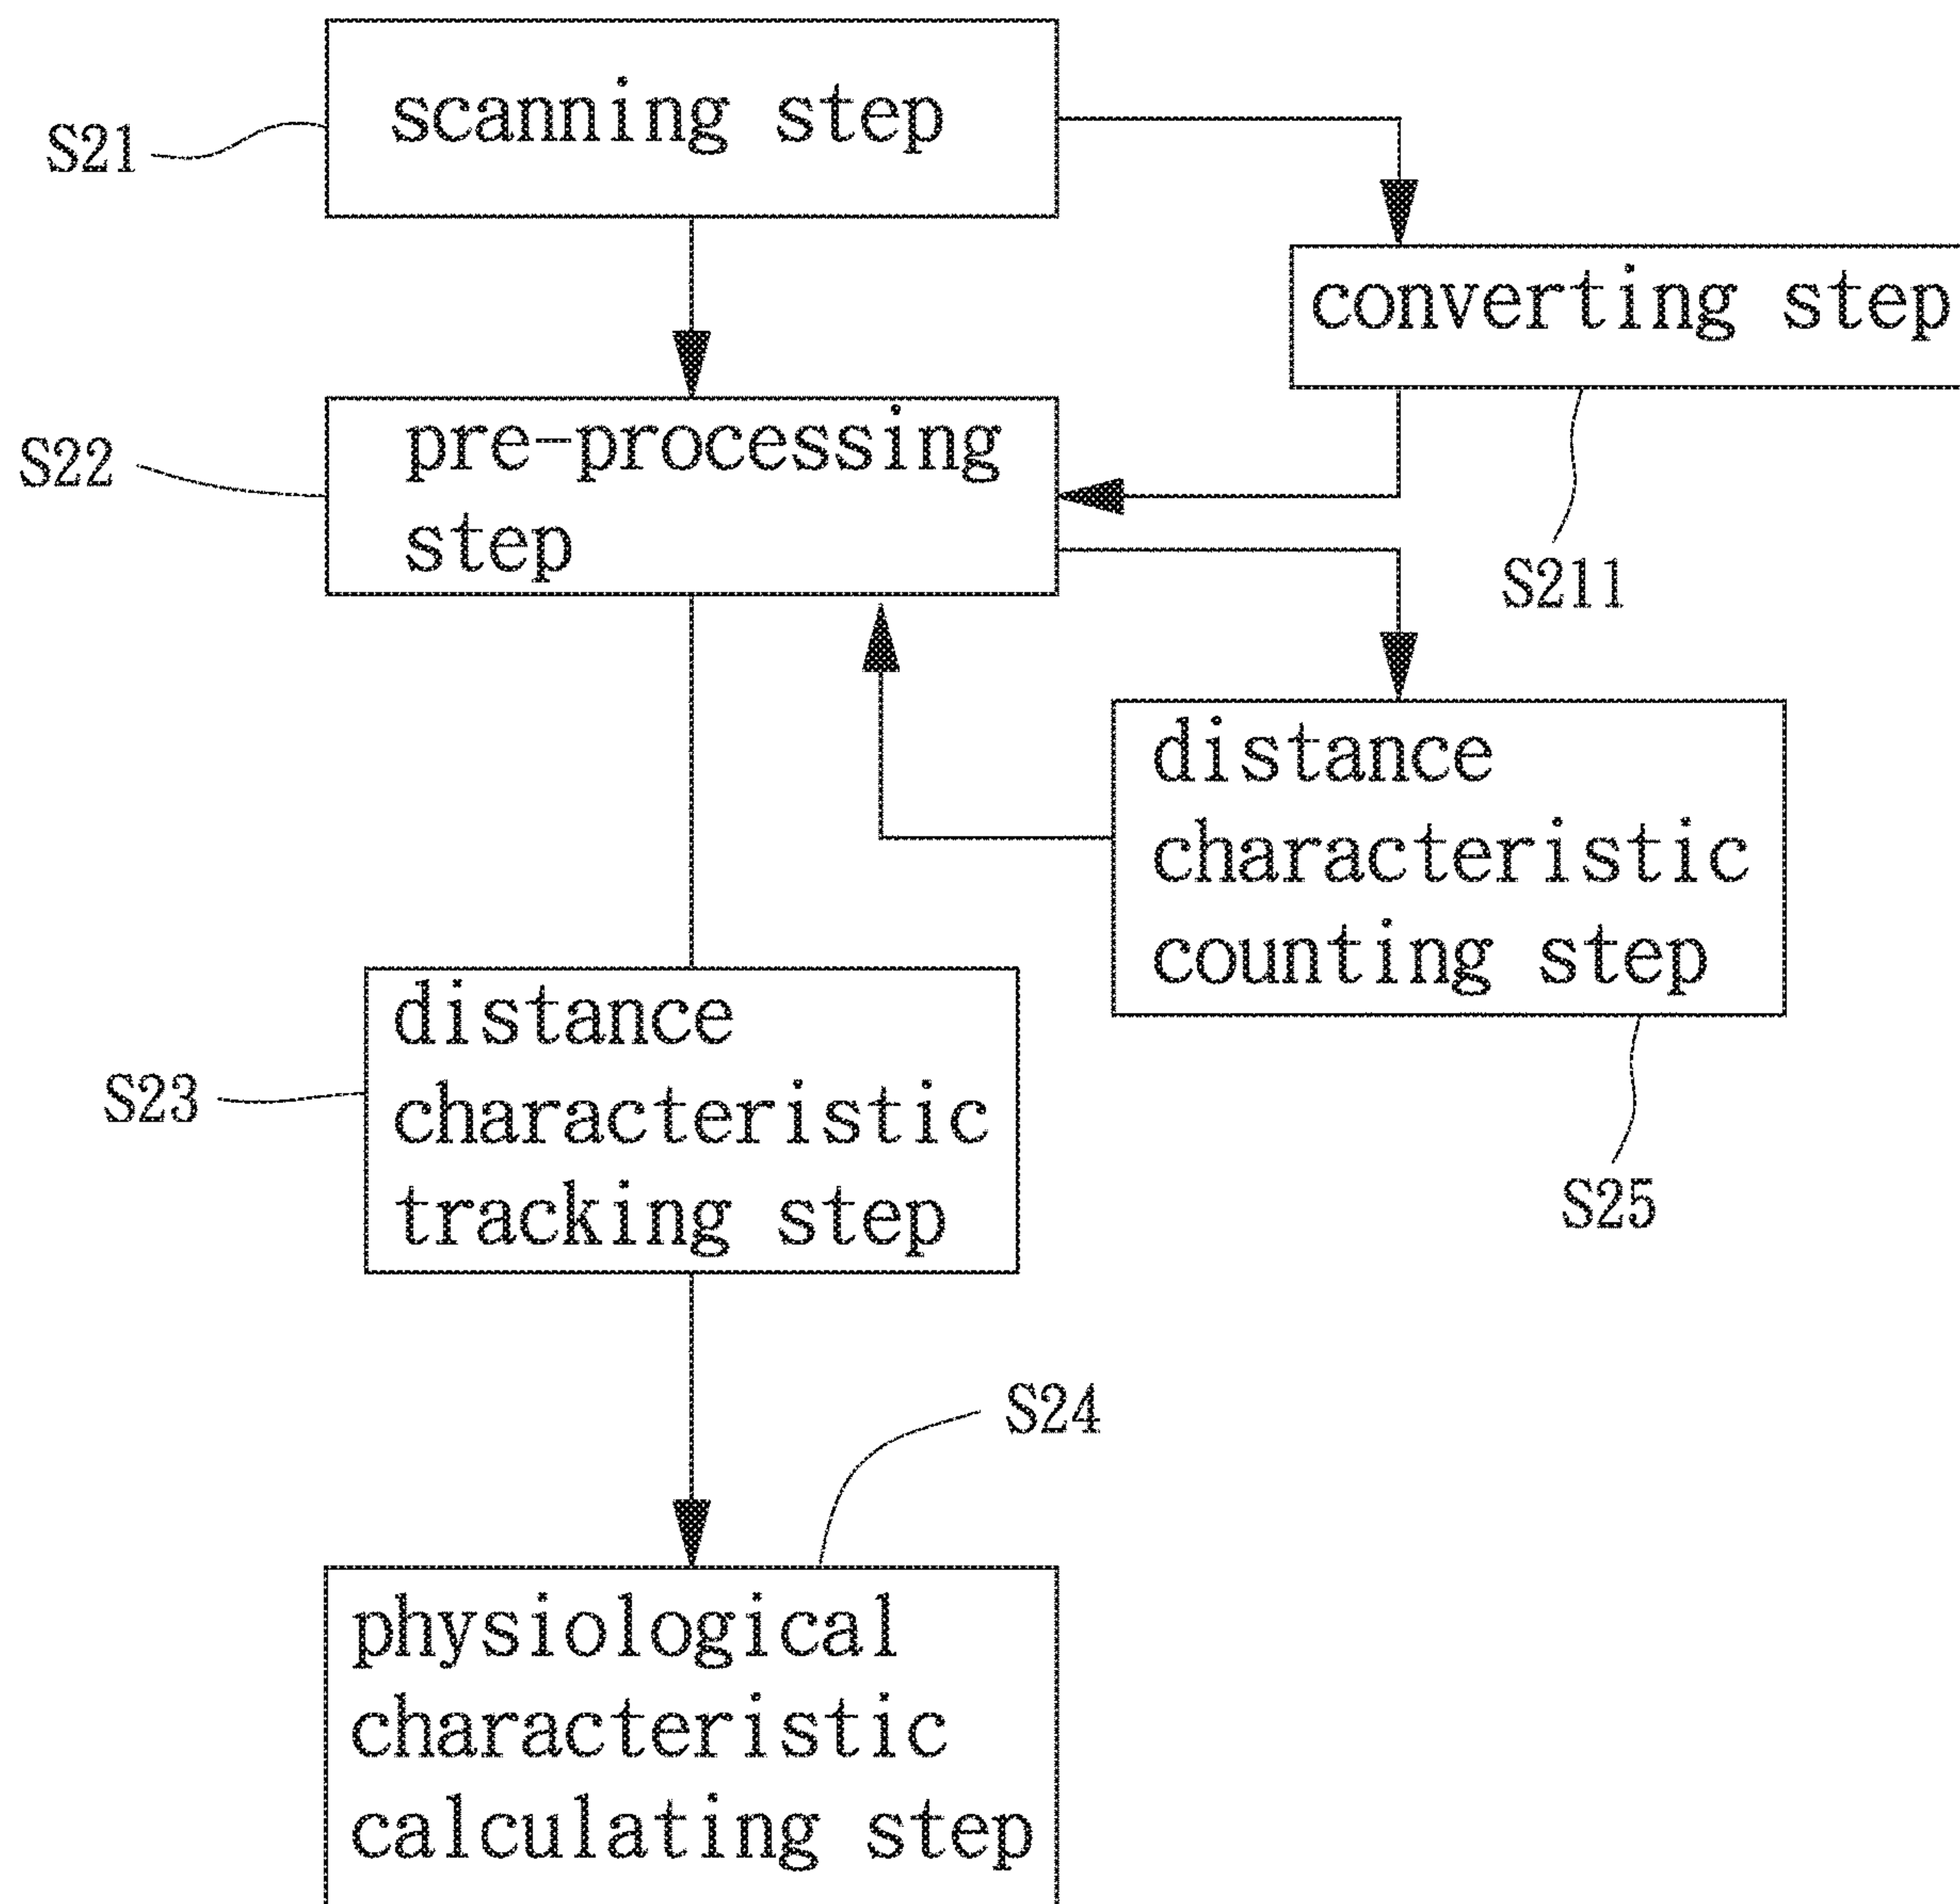 scanning step
S21
converting step
pre-processing
step
S22
S211
distance
characteristic
counting step
S25
distance
characteristic
tracking step
S23
S24
physiological
characteristic
calculating step